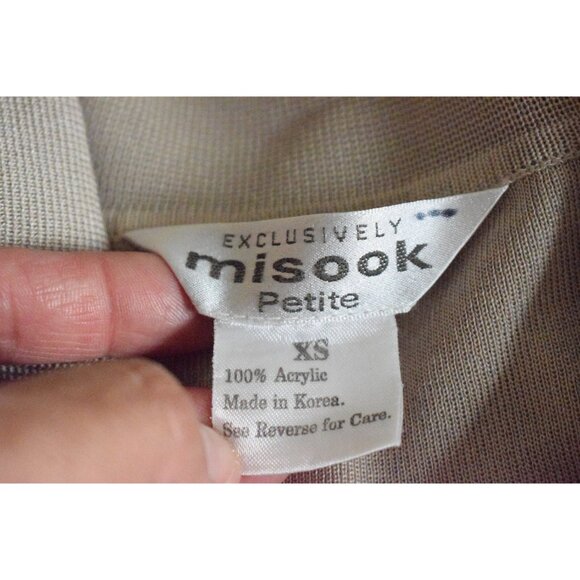 EXCLUSIVELY
misook
Petite
XS
100% Acrylic
Made in Korea.
See Reverse for Care.